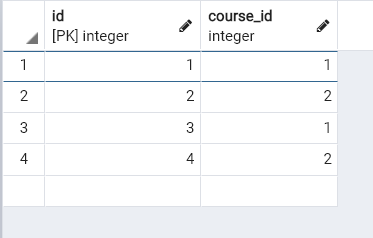 id course_id
[PK] integer integer
1 1 1
2 2 2
3 3 1
4 4 2